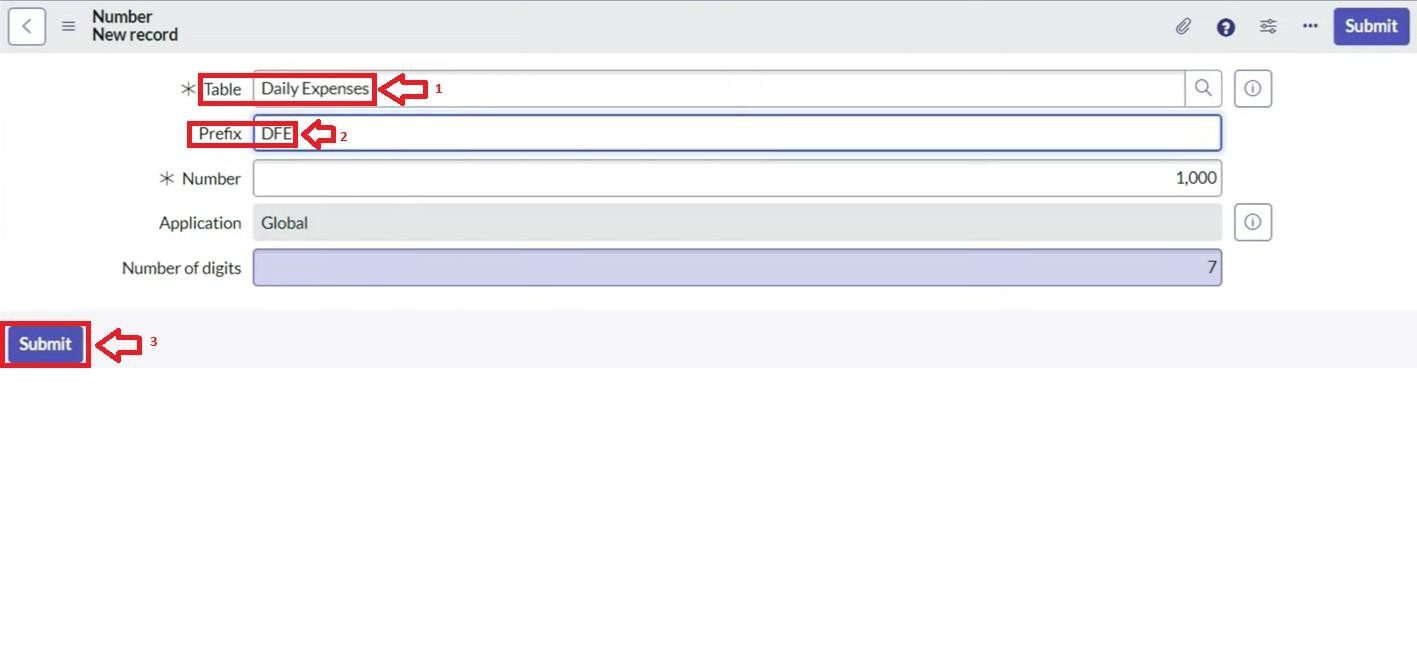 Number
New record
Submit
Table Daily Expenses 1
Prefix DFE 2
Number 1,000
Application Global
Number of digits 7
Submit 3